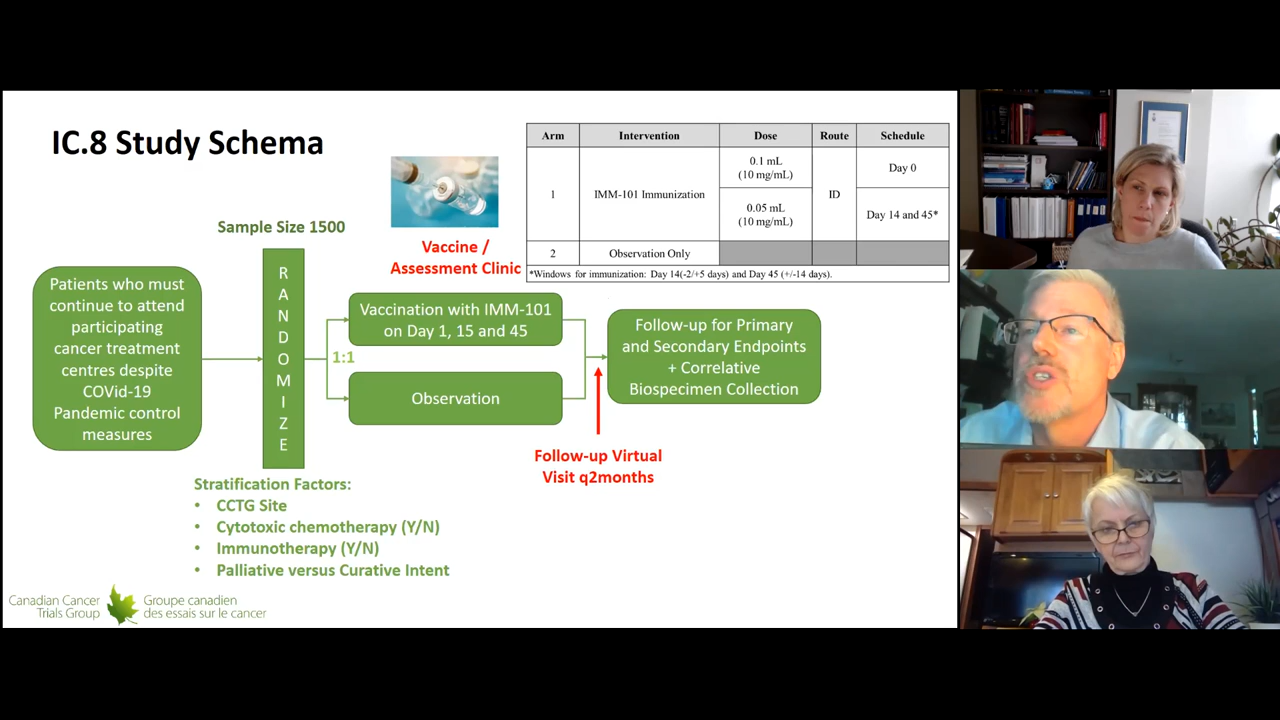 IC.8 Study Schema
Arm Intervention Dose Route Schedule
1 IMM-101 Immunization 0.1 mL (10 mg/mL) ID Day 0
0.05 mL (10 mg/mL) Day 14 and 45*
2 Observation Only
*Windows for immunization: Day 14(-2/+5 days) and Day 45 (+/-14 days).
Sample Size 1500
Vaccine /
Assessment Clinic
Patients who must
continue to attend
participating
cancer treatment
centres despite
COVid-19
Pandemic control
measures
RANDOMIZE
1:1
Vaccination with IMM-101
on Day 1, 15 and 45
Observation
Follow-up for Primary
and Secondary Endpoints
+ Correlative
Biospecimen Collection
Follow-up Virtual
Visit q2months
Stratification Factors:
• CCTG Site
• Cytotoxic chemotherapy (Y/N)
• Immunotherapy (Y/N)
• Palliative versus Curative Intent
Canadian Cancer
Trials Group
Groupe canadien
des essais sur le cancer